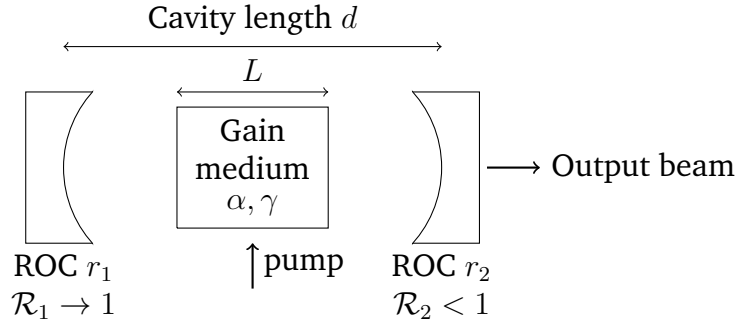 Cavity length d
L
Gain
medium
α, γ
Output beam
pump
ROC r₁
ℛ₁ → 1
ROC r₂
ℛ₂ < 1